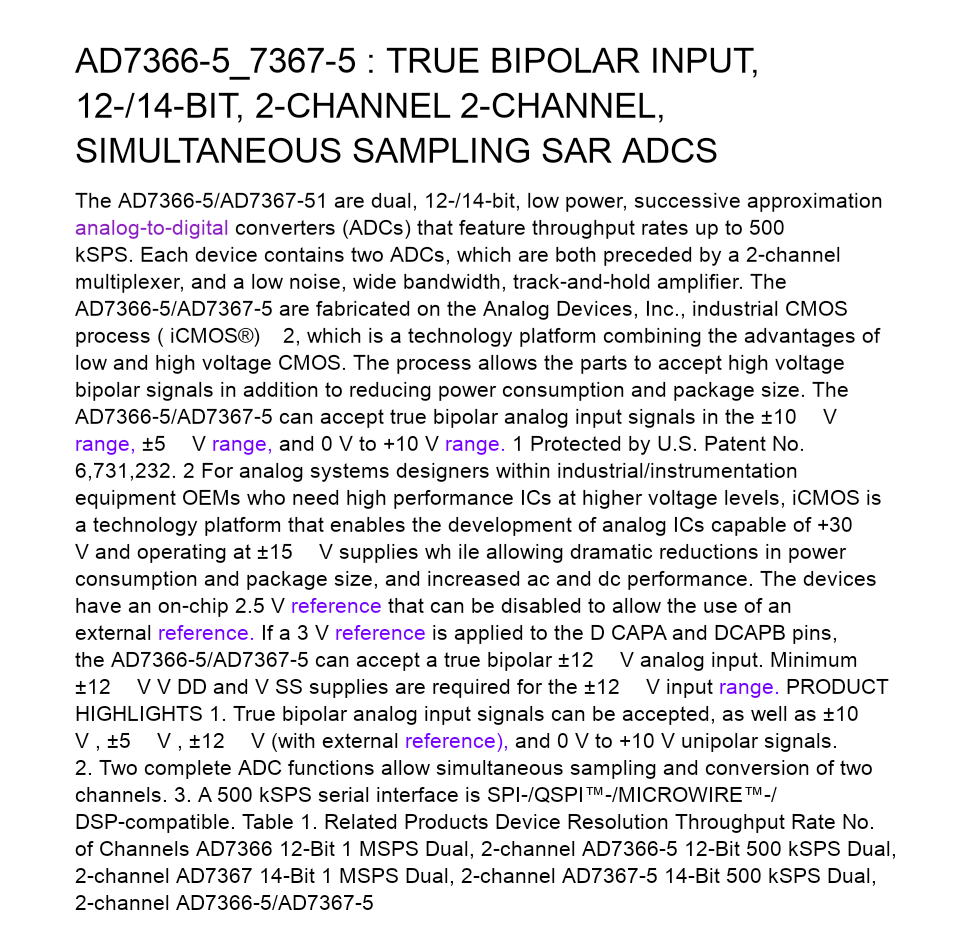 AD7366-5_7367-5 : TRUE BIPOLAR INPUT,
12-/14-BIT, 2-CHANNEL 2-CHANNEL,
SIMULTANEOUS SAMPLING SAR ADCS
The AD7366-5/AD7367-51 are dual, 12-/14-bit, low power, successive approximation
analog-to-digital converters (ADCs) that feature throughput rates up to 500
kSPS. Each device contains two ADCs, which are both preceded by a 2-channel
multiplexer, and a low noise, wide bandwidth, track-and-hold amplifier. The
AD7366-5/AD7367-5 are fabricated on the Analog Devices, Inc., industrial CMOS
process ( iCMOS®) 2, which is a technology platform combining the advantages of
low and high voltage CMOS. The process allows the parts to accept high voltage
bipolar signals in addition to reducing power consumption and package size. The
AD7366-5/AD7367-5 can accept true bipolar analog input signals in the ±10 V
range, ±5 V range, and 0 V to +10 V range. 1 Protected by U.S. Patent No.
6,731,232. 2 For analog systems designers within industrial/instrumentation
equipment OEMs who need high performance ICs at higher voltage levels, iCMOS is
a technology platform that enables the development of analog ICs capable of +30
V and operating at ±15 V supplies wh ile allowing dramatic reductions in power
consumption and package size, and increased ac and dc performance. The devices
have an on-chip 2.5 V reference that can be disabled to allow the use of an
external reference. If a 3 V reference is applied to the D CAPA and DCAPB pins,
the AD7366-5/AD7367-5 can accept a true bipolar ±12 V analog input. Minimum
±12 V V DD and V SS supplies are required for the ±12 V input range. PRODUCT
HIGHLIGHTS 1. True bipolar analog input signals can be accepted, as well as ±10
V , ±5 V , ±12 V (with external reference), and 0 V to +10 V unipolar signals.
2. Two complete ADC functions allow simultaneous sampling and conversion of two
channels. 3. A 500 kSPS serial interface is SPI-/QSPI™-/MICROWIRE™-/
DSP-compatible. Table 1. Related Products Device Resolution Throughput Rate No.
of Channels AD7366 12-Bit 1 MSPS Dual, 2-channel AD7366-5 12-Bit 500 kSPS Dual,
2-channel AD7367 14-Bit 1 MSPS Dual, 2-channel AD7367-5 14-Bit 500 kSPS Dual,
2-channel AD7366-5/AD7367-5